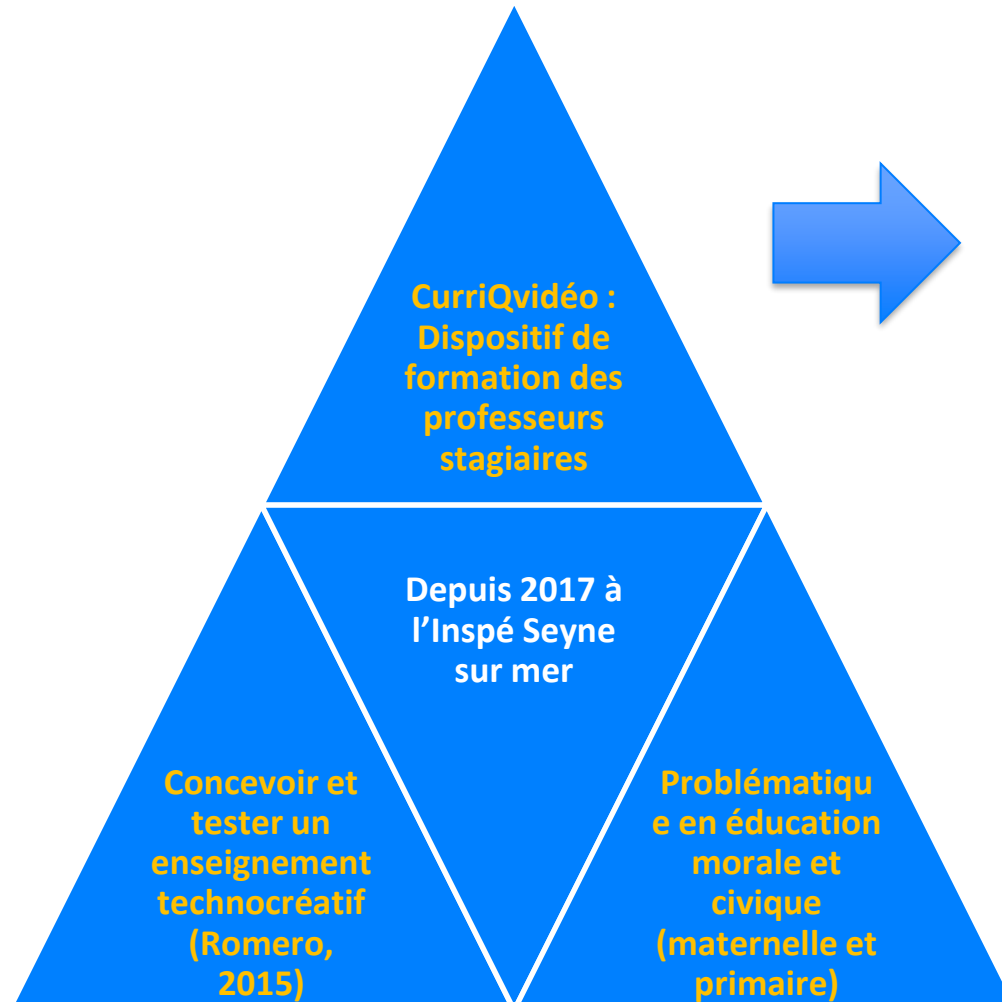 CurriQvidéo :
Dispositif de
formation des
professeurs
stagiaires
Depuis 2017 à
l’Inspé Seyne
sur mer
Concevoir et
tester un
enseignement
technocréatif
(Romero,
2015)
Problématiqu
e en éducation
morale et
civique
(maternelle et
primaire)